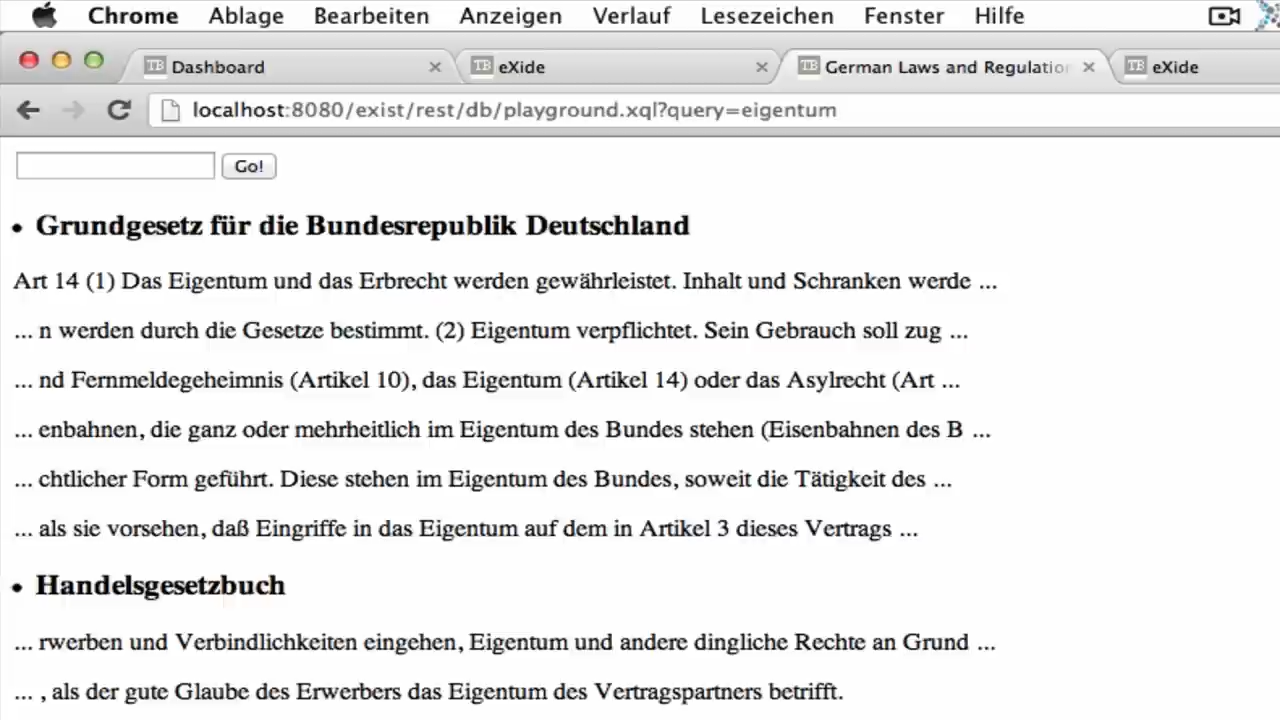 Chrome Ablage Bearbeiten Anzeigen Verlauf Lesezeichen Fenster Hilfe
TB Dashboard × TB eXide × TB German Laws and Regulation × TB eXide
localhost:8080/exist/rest/db/playground.xql?query=eigentum
Go!
• Grundgesetz für die Bundesrepublik Deutschland
Art 14 (1) Das Eigentum und das Erbrecht werden gewährleistet. Inhalt und Schranken werde ...
... n werden durch die Gesetze bestimmt. (2) Eigentum verpflichtet. Sein Gebrauch soll zug ...
... nd Fernmeldegeheimnis (Artikel 10), das Eigentum (Artikel 14) oder das Asylrecht (Art ...
... enbahnen, die ganz oder mehrheitlich im Eigentum des Bundes stehen (Eisenbahnen des B ...
... chtlicher Form geführt. Diese stehen im Eigentum des Bundes, soweit die Tätigkeit des ...
... als sie vorsehen, daß Eingriffe in das Eigentum auf dem in Artikel 3 dieses Vertrags ...
• Handelsgesetzbuch
... rwerben und Verbindlichkeiten eingehen, Eigentum und andere dingliche Rechte an Grund ...
... , als der gute Glaube des Erwerbers das Eigentum des Vertragspartners betrifft.